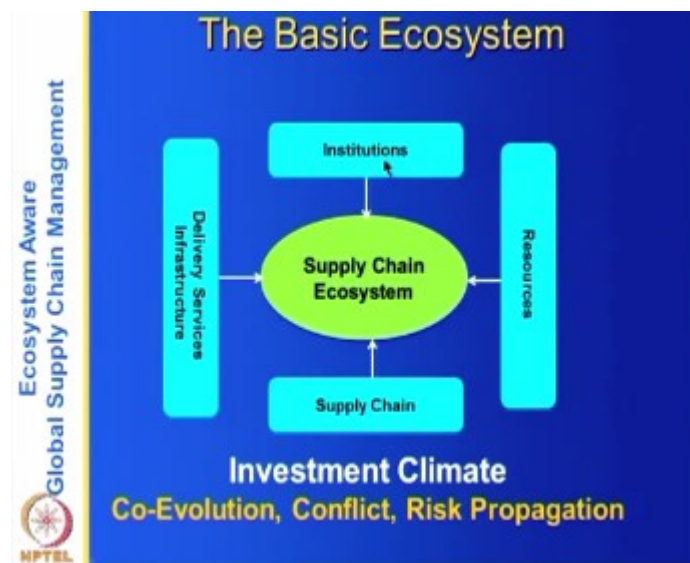 The Basic Ecosystem
Ecosystem Aware
Global Supply Chain Management
Institutions
Delivery Services
Infrastructure
Supply Chain
Ecosystem
Resources
Supply Chain
Investment Climate
Co-Evolution, Conflict, Risk Propagation
NPTEL